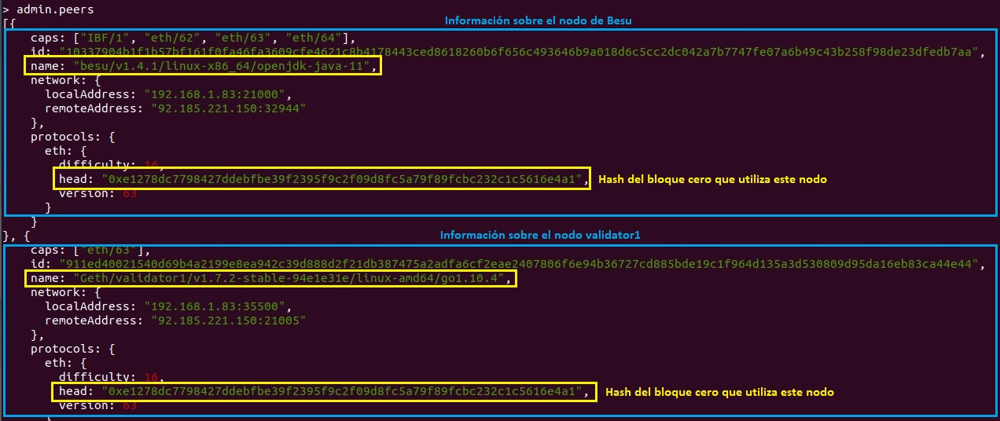 > admin.peers
Información sobre el nodo de Besu
[{
caps: ["IBF/1", "eth/62", "eth/63", "eth/64"],
id: "10337904b1f1b57bf161f0fa46fa3609cfe4621c8b4178443ced8618260b6f656c493646b9a018d6c5cc2dc042a7b7747fe07a6b49c43b258f98de23dfedb7aa",
name: "besu/v1.4.1/linux-x86_64/openjdk-java-11",
network: {
localAddress: "192.168.1.83:21000",
remoteAddress: "92.185.221.150:32944"
},
protocols: {
eth: {
difficulty: 16,
head: "0xe1278dc7798427ddebfbe39f2395f9c2f09d8fc5a79f89fcbc232c1c5616e4a1", Hash del bloque cero que utiliza este nodo
version: 63
}
}
}, {
Información sobre el nodo validator1
caps: ["eth/63"],
id: "911ed40021540d69b4a2199e8ea942c39d888d2f21db387475a2adfa6cf2eae2407806f6e94b36727cd885bde19c1f964d135a3d530809d95da16eb83ca44e44",
name: "Geth/validator1/v1.7.2-stable-94e1e31e/linux-amd64/go1.10.4",
network: {
localAddress: "192.168.1.83:35500",
remoteAddress: "92.185.221.150:21005"
},
protocols: {
eth: {
difficulty: 16,
head: "0xe1278dc7798427ddebfbe39f2395f9c2f09d8fc5a79f89fcbc232c1c5616e4a1", Hash del bloque cero que utiliza este nodo
version: 63
}